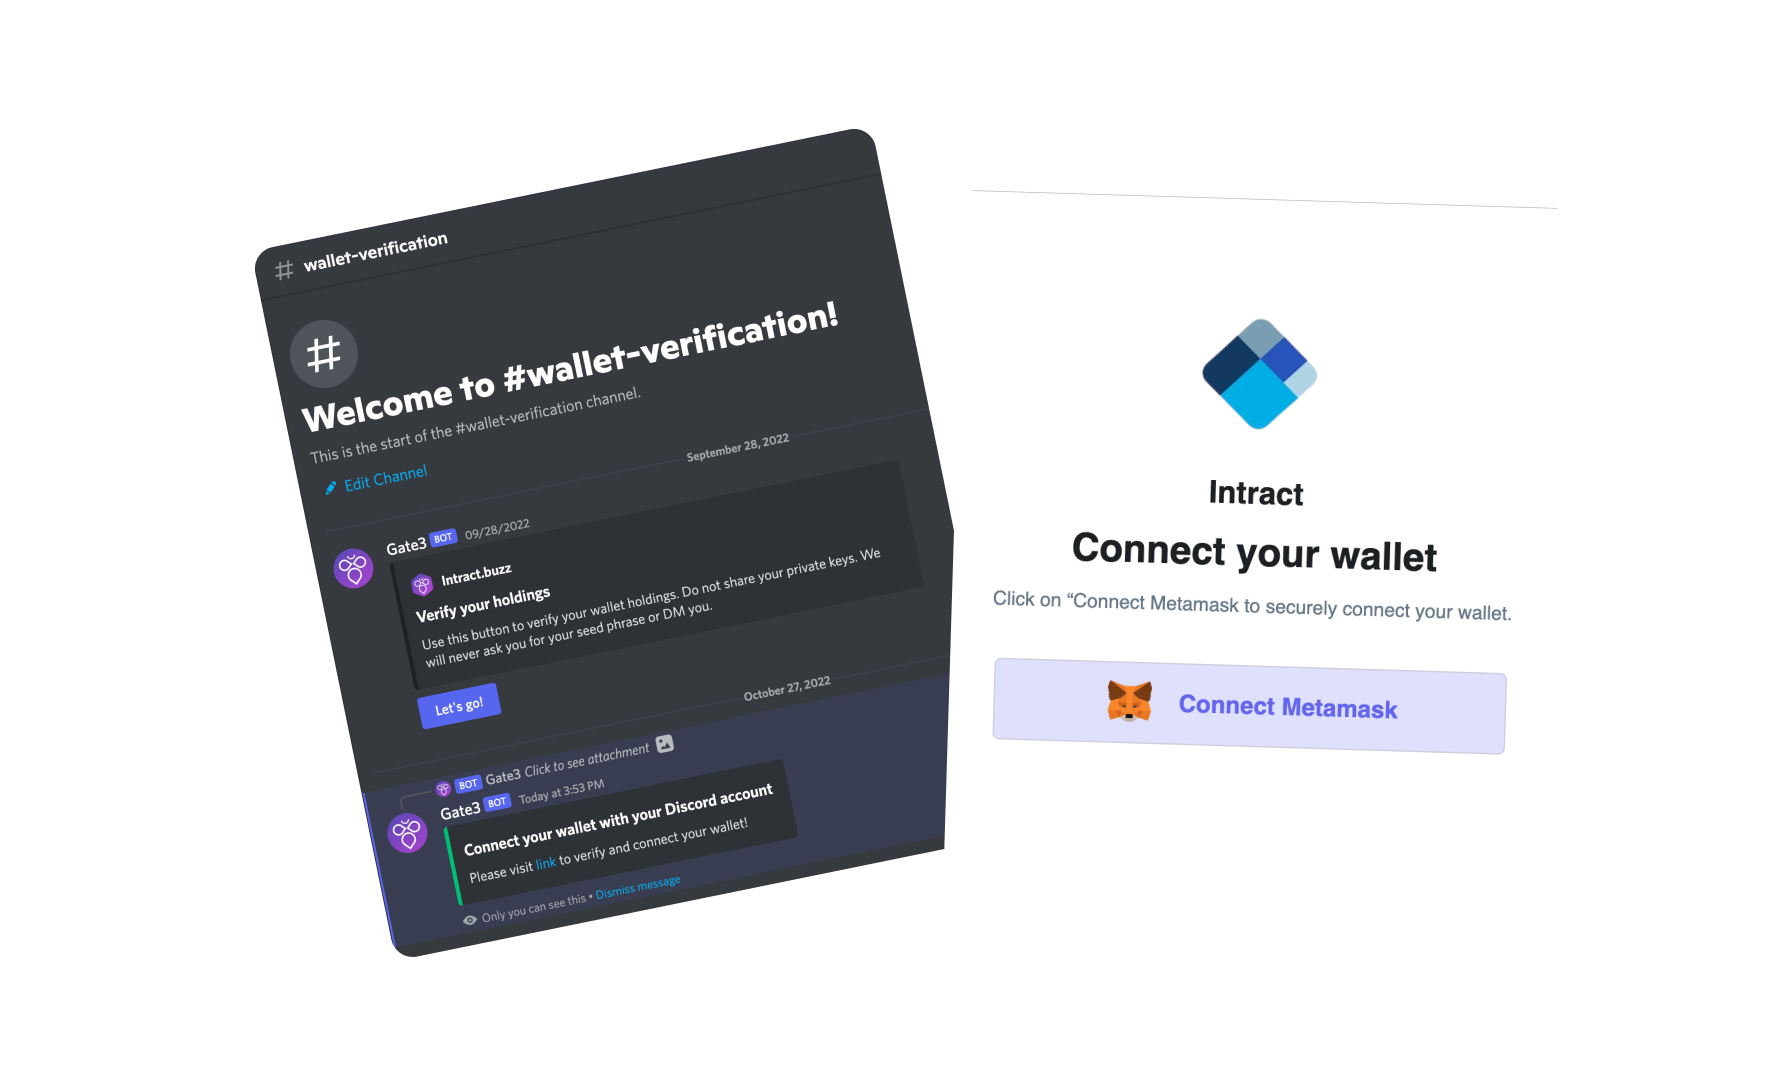 wallet-verification
Welcome to #wallet-verification!
This is the start of the #wallet-verification channel.
Edit Channel
September 28, 2022
Gate3 BOT 09/28/2022
Intract.buzz
Verify your holdings
Use this button to verify your wallet holdings. Do not share your private keys. We
will never ask you for your seed phrase or DM you.
Let's go!
October 27, 2022
BOT Gate3 Click to see attachment
Gate3 BOT Today at 3:53 PM
Connect your wallet with your Discord account
Please visit link to verify and connect your wallet!
Only you can see this • Dismiss message
Intract
Connect your wallet
Click on “Connect Metamask to securely connect your wallet.
Connect Metamask